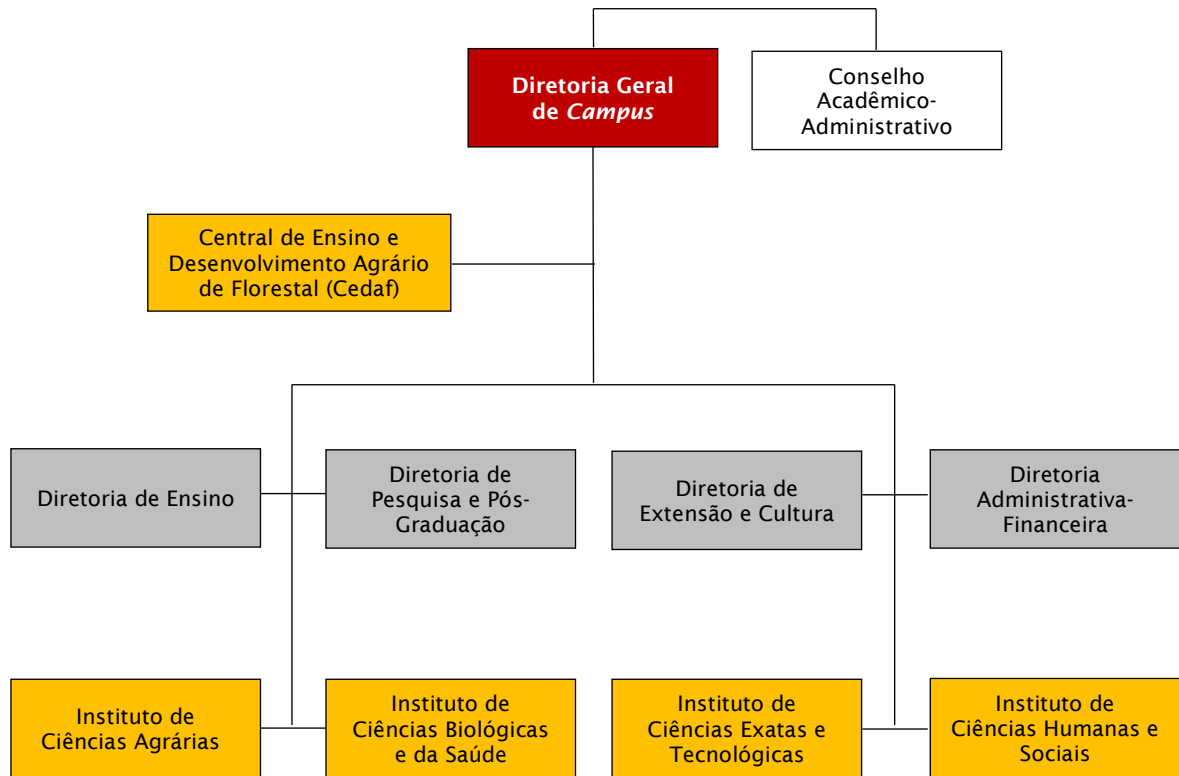 Diretoria Geral
de Campus
Conselho
Acadêmico-
Administrativo
Central de Ensino e
Desenvolvimento Agrário
de Florestal (Cedaf)
Diretoria de Ensino
Diretoria de
Pesquisa e Pós-
Graduação
Diretoria de
Extensão e Cultura
Diretoria
Administrativa-
Financeira
Instituto de
Ciências Agrárias
Instituto de
Ciências Biológicas
e da Saúde
Instituto de
Ciências Exatas e
Tecnológicas
Instituto de
Ciências Humanas e
Sociais